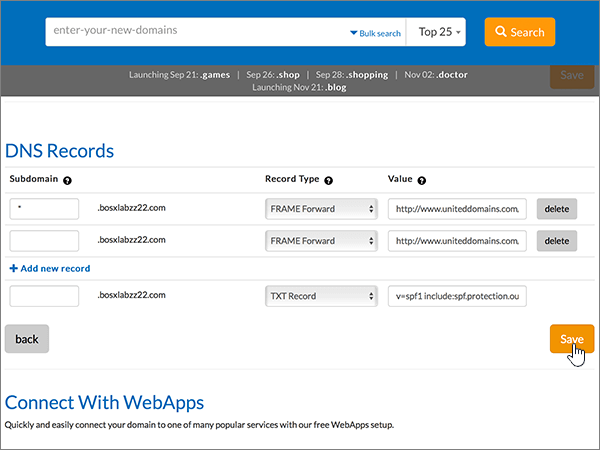 enter-your-new-domains
Bulk search
Top 25
Search
Launching Sep 21: .games | Sep 26: .shop | Sep 28: .shopping | Nov 02: .doctor
Launching Nov 21: .blog
Save
DNS Records
Subdomain ? Record Type ? Value ?
* .bosxlabzz22.com FRAME Forward http://www.uniteddomains.com, delete
.bosxlabzz22.com FRAME Forward http://www.uniteddomains.com, delete
+ Add new record
.bosxlabzz22.com TXT Record v=spf1 include:spf.protection.ou
back Save
Connect With WebApps
Quickly and easily connect your domain to one of many popular services with our free WebApps setup.